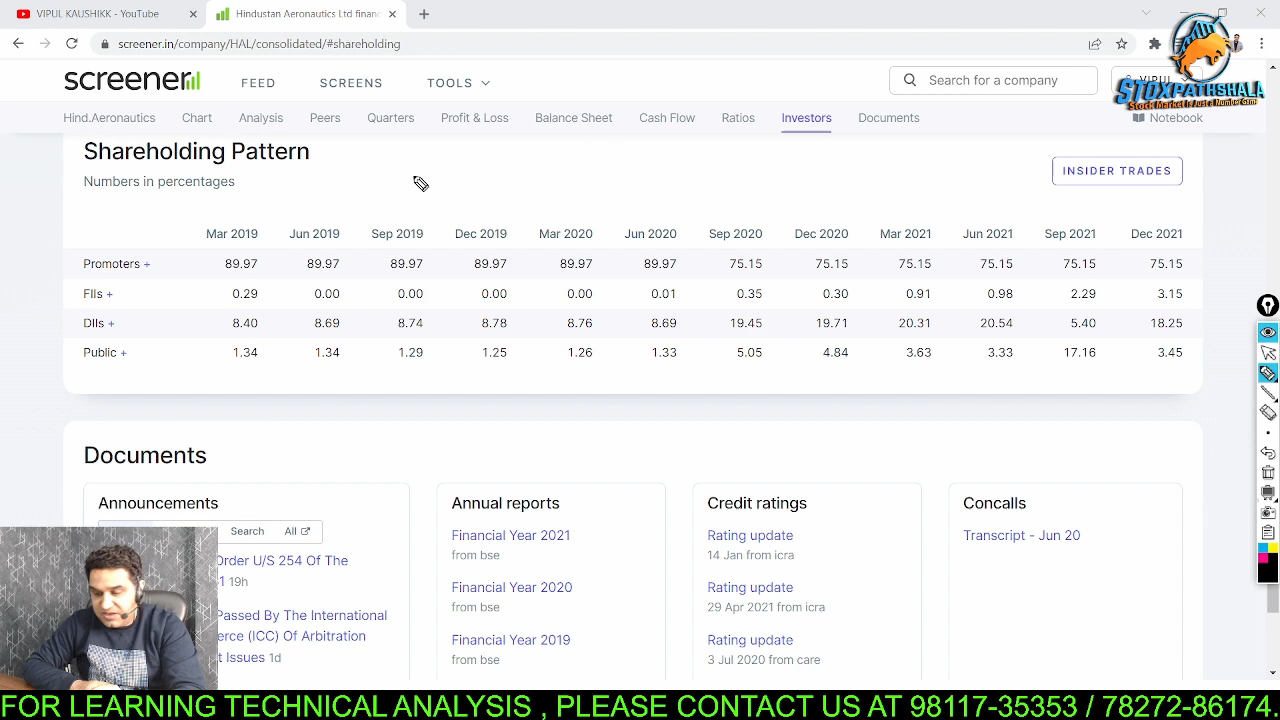 VIPUL KAUSHIKK - YouTube
Hindustan Aeronautics Ltd finan
screener.in/company/HAL/consolidated/#shareholding
screener
FEED
SCREENS
TOOLS
Search for a company
VIPUL
STOXPATHSHALA
Stock Market is Just a Number Game
Hind.Aeronautics Chart Analysis Peers Quarters Balance Sheet Cash Flow Ratios Investors Documents
Notebook
Shareholding Pattern
Numbers in percentages
INSIDER TRADES
Mar 2019 Jun 2019 Sep 2019 Dec 2019 Mar 2020 Jun 2020 Sep 2020 Dec 2020 Mar 2021 Jun 2021 Sep 2021 Dec 2021
Promoters + 89.97 89.97 89.97 89.97 89.97 89.97 75.15 75.15 75.15 75.15 75.15 75.15
FIIs + 0.29 0.00 0.00 0.00 0.00 0.01 0.35 0.30 0.91 0.98 2.29 3.15
DIIs + 8.40 8.69 8.74 8.78 8.76 8.69 19.45 19.71 20.31 20.54 5.40 18.25
Public + 1.34 1.34 1.29 1.25 1.26 1.33 5.05 4.84 3.63 3.33 17.16 3.45
Documents
Announcements
Search All
Order U/S 254 Of The
1 19h
Passed By The International
erce (ICC) Of Arbitration
t Issues 1d
Annual reports
Financial Year 2021
from bse
Financial Year 2020
from bse
Financial Year 2019
from bse
Credit ratings
Rating update
14 Jan from icra
Rating update
29 Apr 2021 from icra
Rating update
3 Jul 2020 from care
Concalls
Transcript - Jun 20
FOR LEARNING TECHNICAL ANALYSIS , PLEASE CONTACT US AT 98117-35353 / 78272-86174.